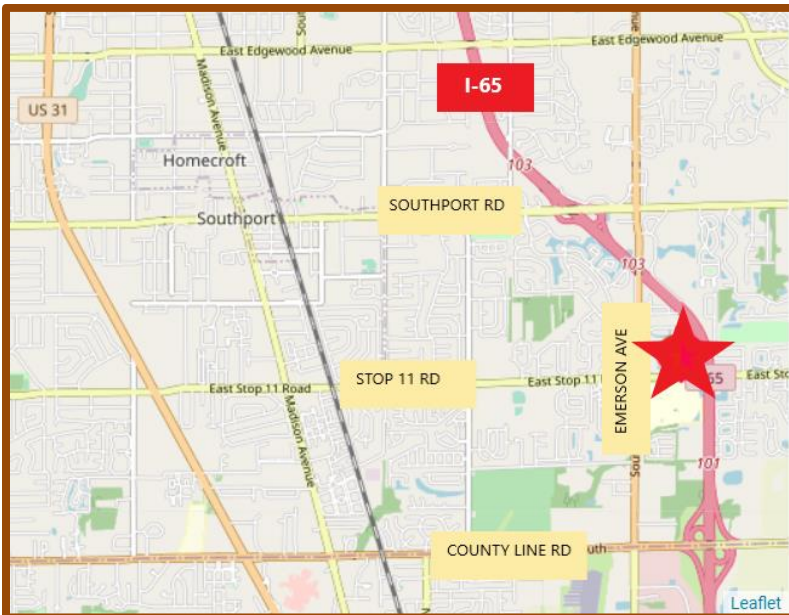 East Edgewood Avenue
East Edgewood Avenue
Madison Avenue
I-65
US 31
Homecroft
103
SOUTHPORT RD
Southport
103
EMERSON AVE
STOP 11 RD
East Stop 11 Road
East Stop 11
65
East Sto
Madison Avenue
101
COUNTY LINE RD
uth
Leaflet